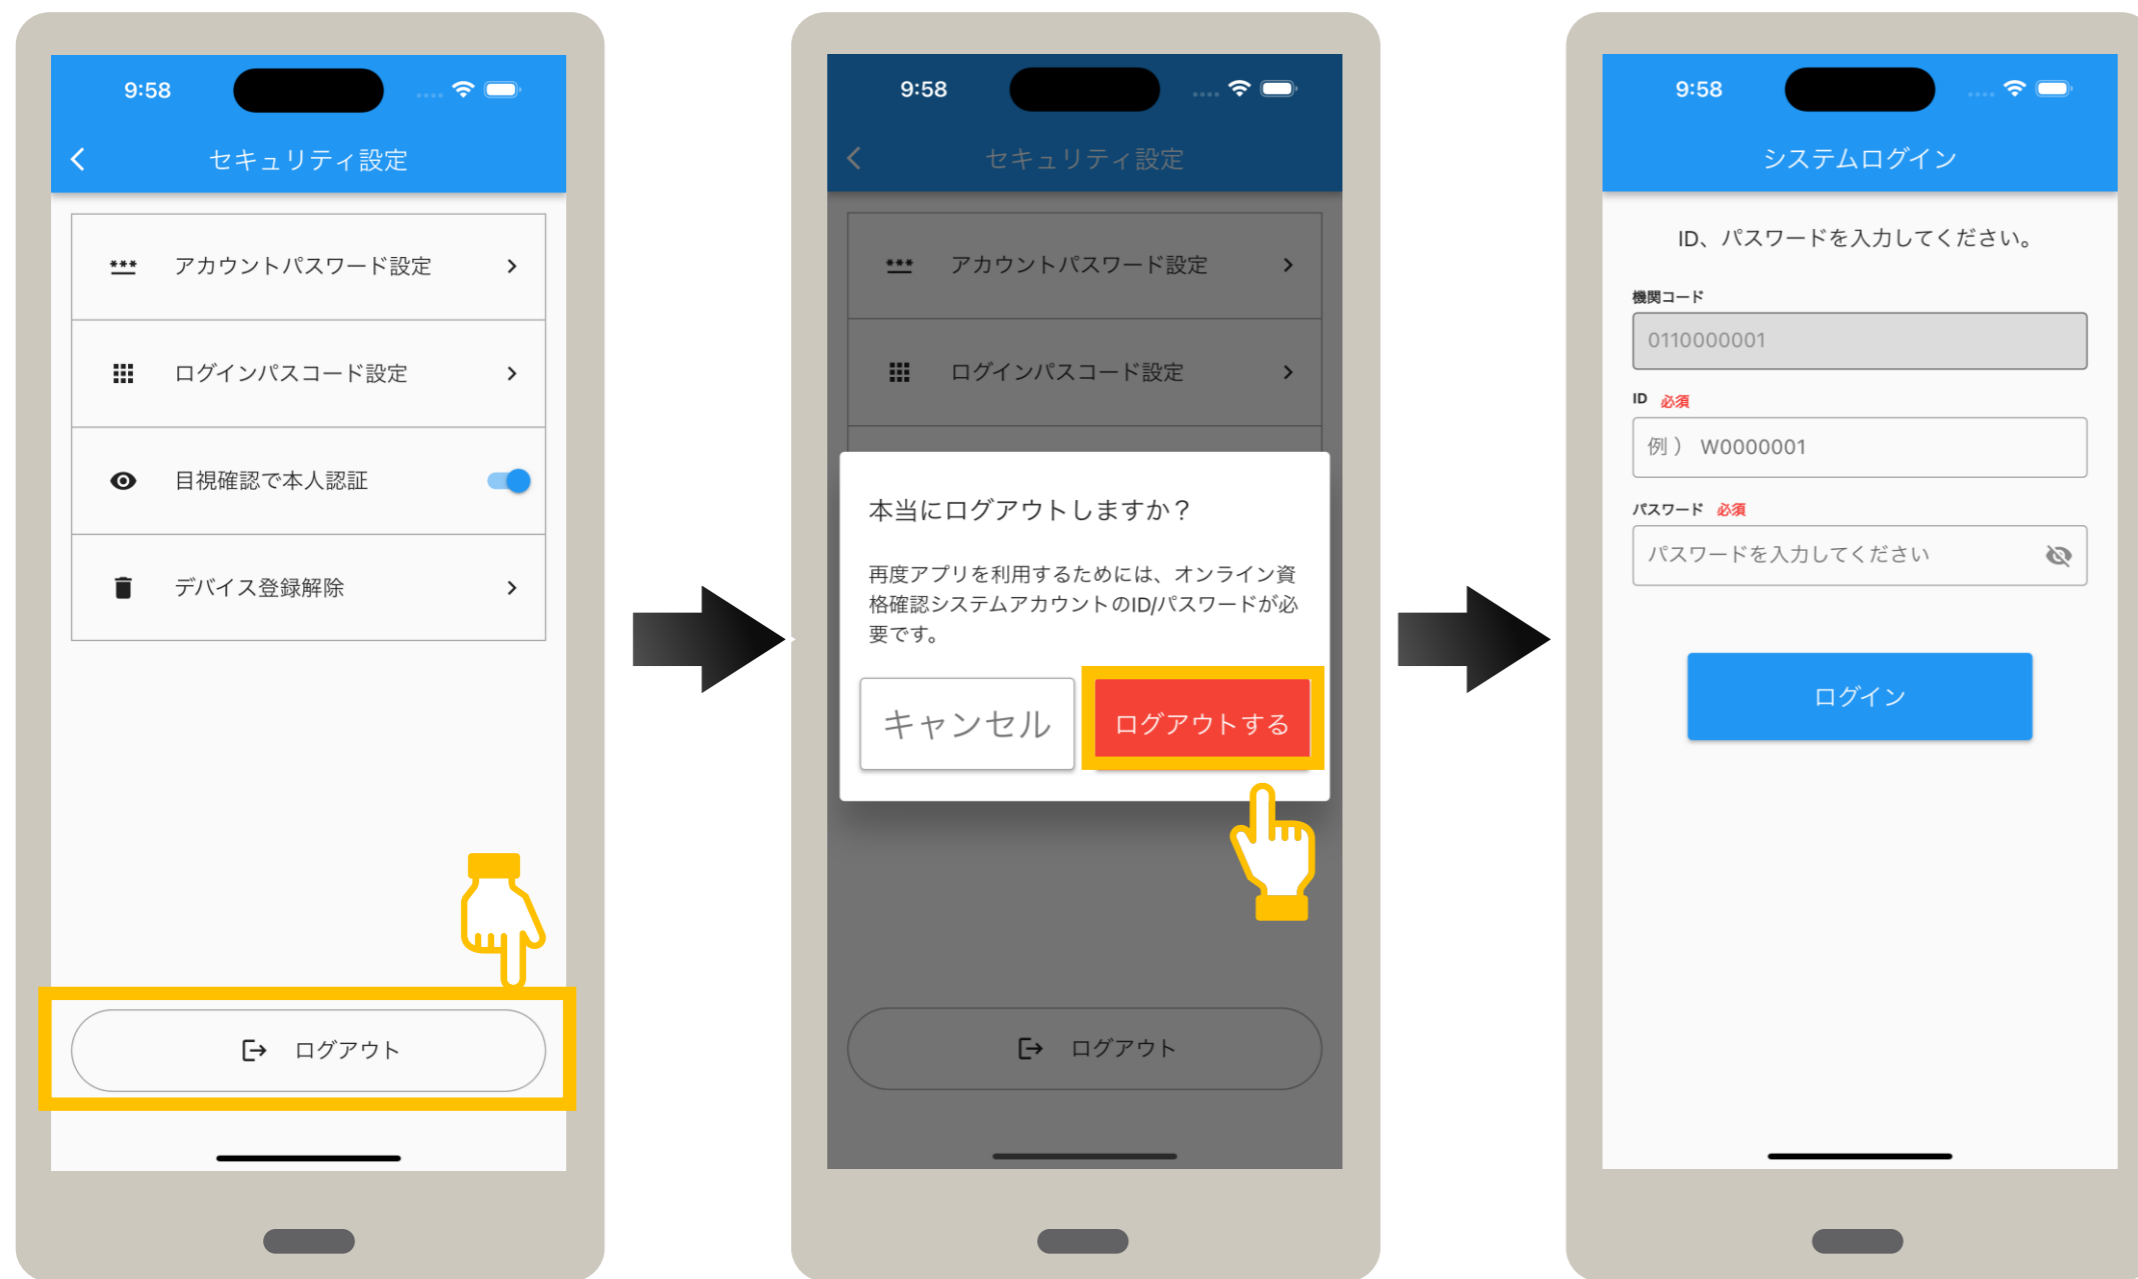 9:58
セキュリティ設定
アカウントパスワード設定
ログインパスコード設定
目視確認で本人認証
デバイス登録解除
ログアウト
9:58
セキュリティ設定
アカウントパスワード設定
ログインパスコード設定
本当にログアウトしますか？
再度アプリを利用するためには、オンライン資
格確認システムアカウントのID/パスワードが必
要です。
キャンセル
ログアウトする
ログアウト
9:58
システムログイン
ID、パスワードを入力してください。
機関コード
0110000001
ID 必須
例） W0000001
パスワード 必須
パスワードを入力してください
ログイン